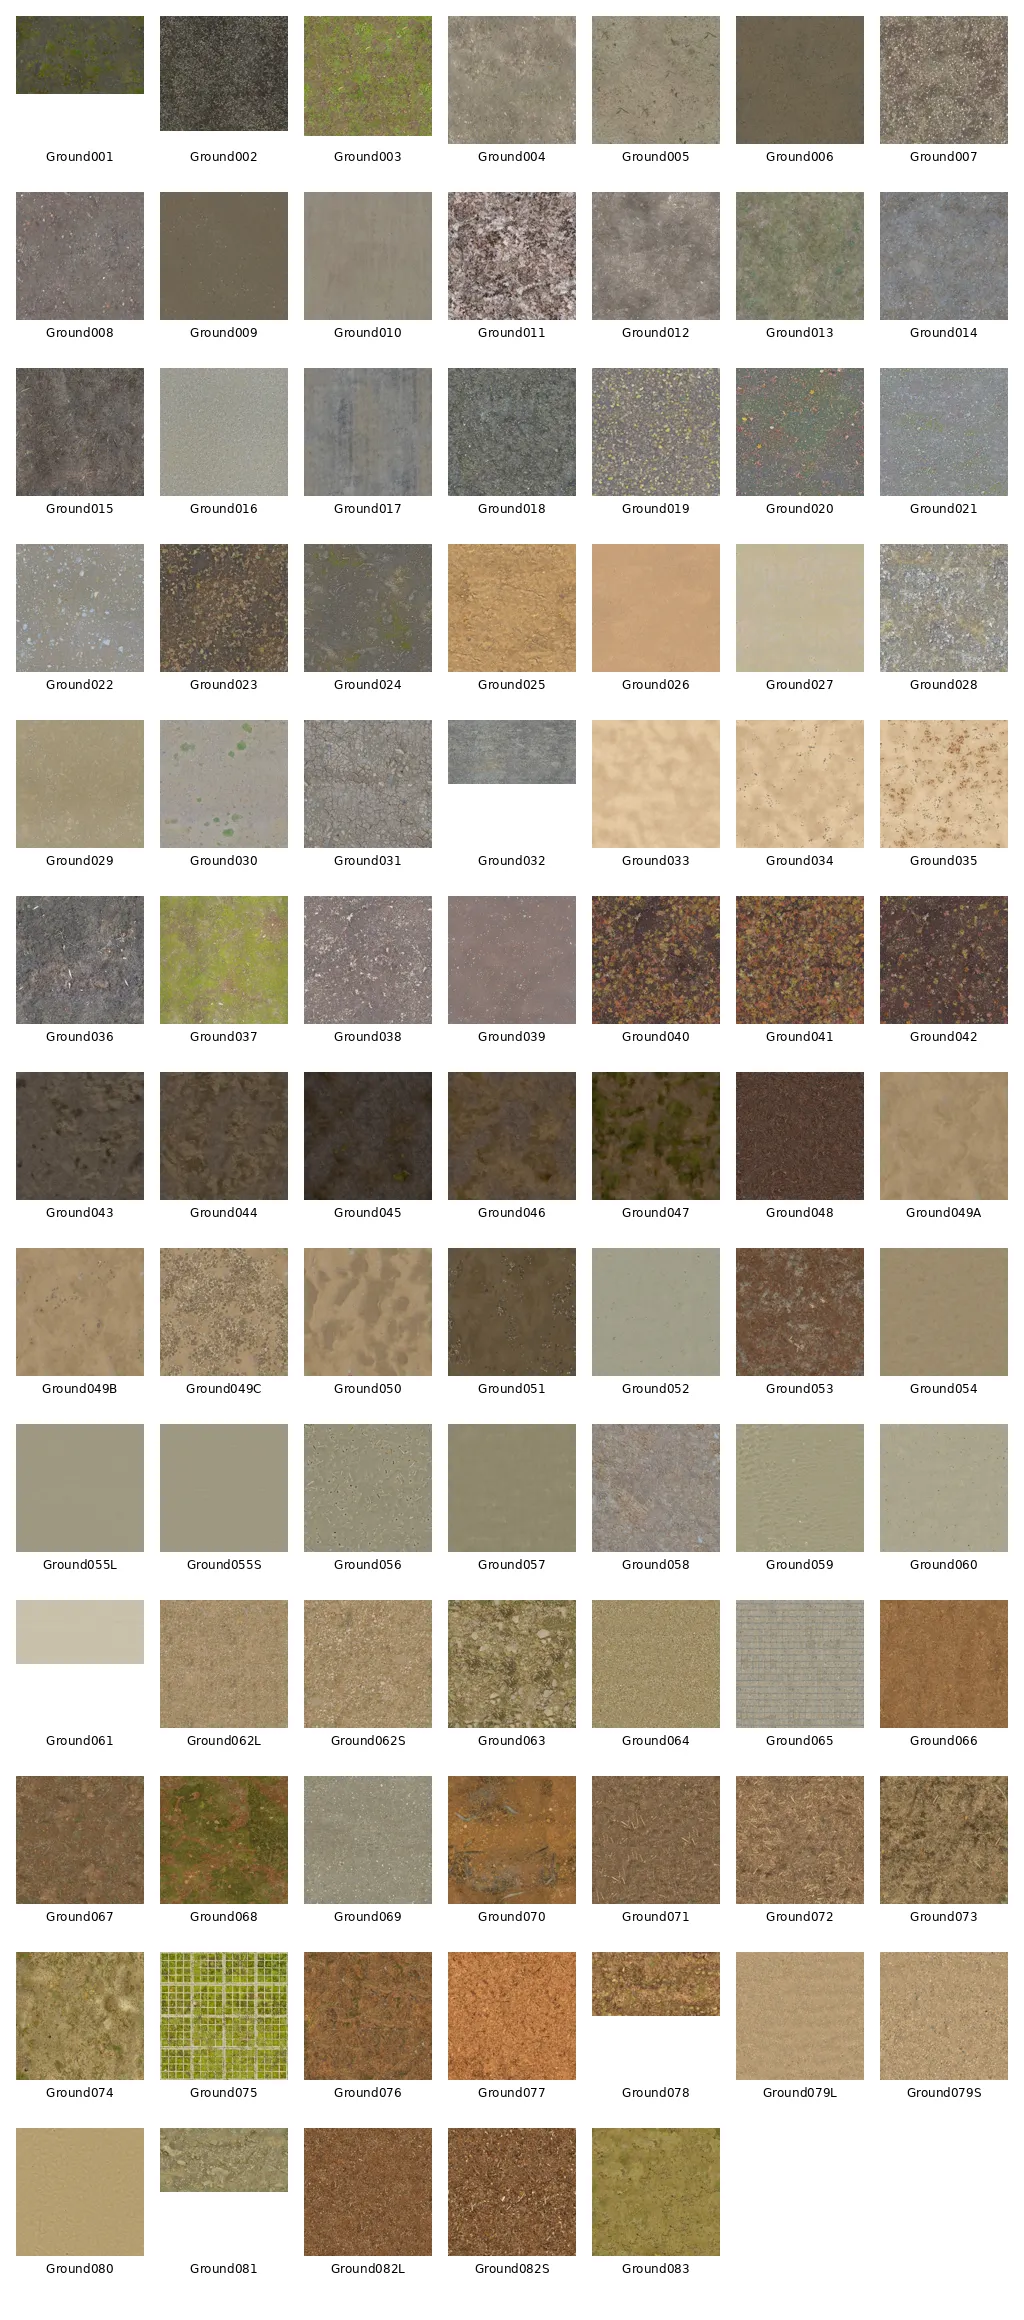 Ground001 Ground002 Ground003 Ground004 Ground005 Ground006 Ground007
Ground008 Ground009 Ground010 Ground011 Ground012 Ground013 Ground014
Ground015 Ground016 Ground017 Ground018 Ground019 Ground020 Ground021
Ground022 Ground023 Ground024 Ground025 Ground026 Ground027 Ground028
Ground029 Ground030 Ground031 Ground032 Ground033 Ground034 Ground035
Ground036 Ground037 Ground038 Ground039 Ground040 Ground041 Ground042
Ground043 Ground044 Ground045 Ground046 Ground047 Ground048 Ground049A
Ground049B Ground049C Ground050 Ground051 Ground052 Ground053 Ground054
Ground055L Ground055S Ground056 Ground057 Ground058 Ground059 Ground060
Ground061 Ground062L Ground062S Ground063 Ground064 Ground065 Ground066
Ground067 Ground068 Ground069 Ground070 Ground071 Ground072 Ground073
Ground074 Ground075 Ground076 Ground077 Ground078 Ground079L Ground079S
Ground080 Ground081 Ground082L Ground082S Ground083